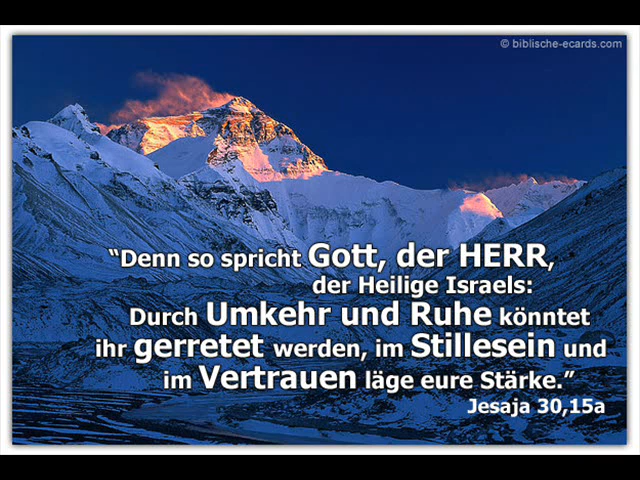 © biblische-ecards.com
“Denn so spricht Gott, der HERR,
der Heilige Israels:
Durch Umkehr und Ruhe könntet
ihr gerretet werden, im Stillesein und
im Vertrauen läge eure Stärke.”
Jesaja 30,15a